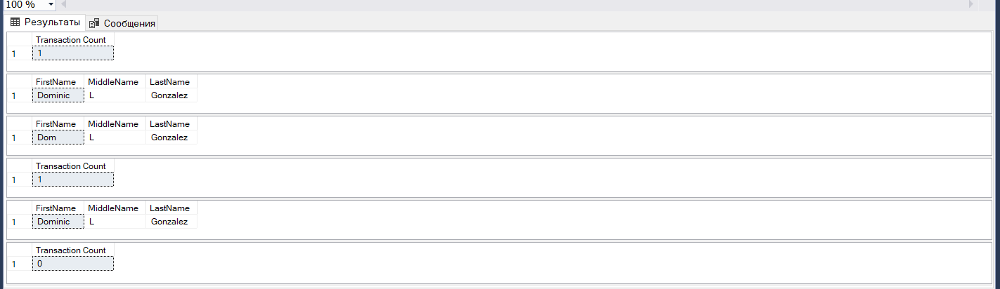 100 %
Результаты Сообщения
Transaction Count
1 1
FirstName MiddleName LastName
1 Dominic L Gonzalez
FirstName MiddleName LastName
1 Dom L Gonzalez
Transaction Count
1 1
FirstName MiddleName LastName
1 Dominic L Gonzalez
Transaction Count
1 0